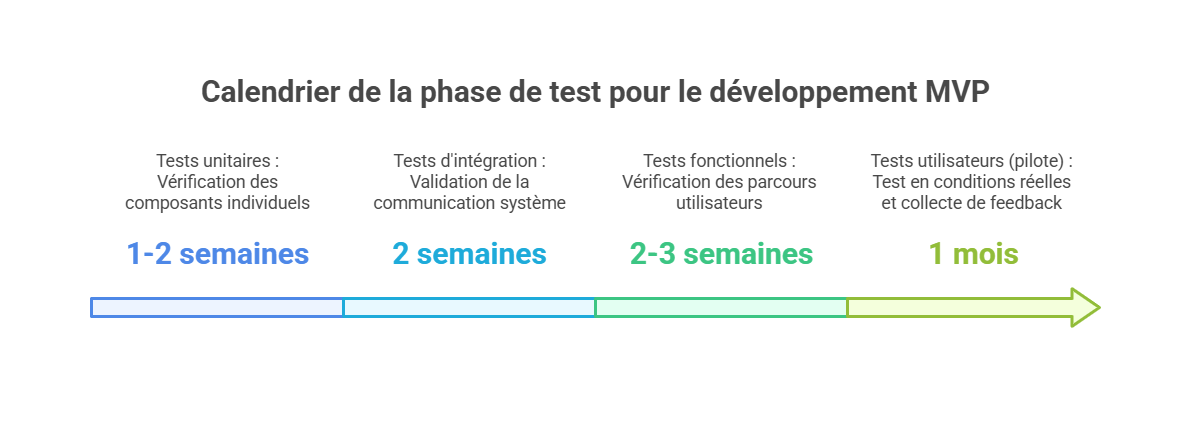 Calendrier de la phase de test pour le développement MVP
Tests unitaires :
Vérification des
composants individuels
1-2 semaines
Tests d'intégration :
Validation de la
communication système
2 semaines
Tests fonctionnels :
Vérification des parcours
utilisateurs
2-3 semaines
Tests utilisateurs (pilote) :
Test en conditions réelles
et collecte de feedback
1 mois